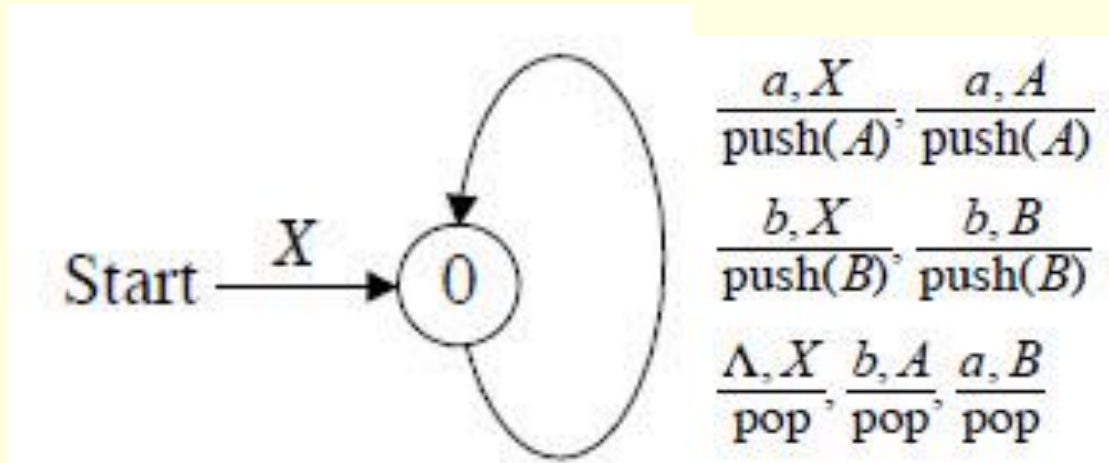 a, X / push(A), a, A / push(A)
b, X / push(B), b, B / push(B)
Start X 0
Λ, X / pop, b, A / pop, a, B / pop